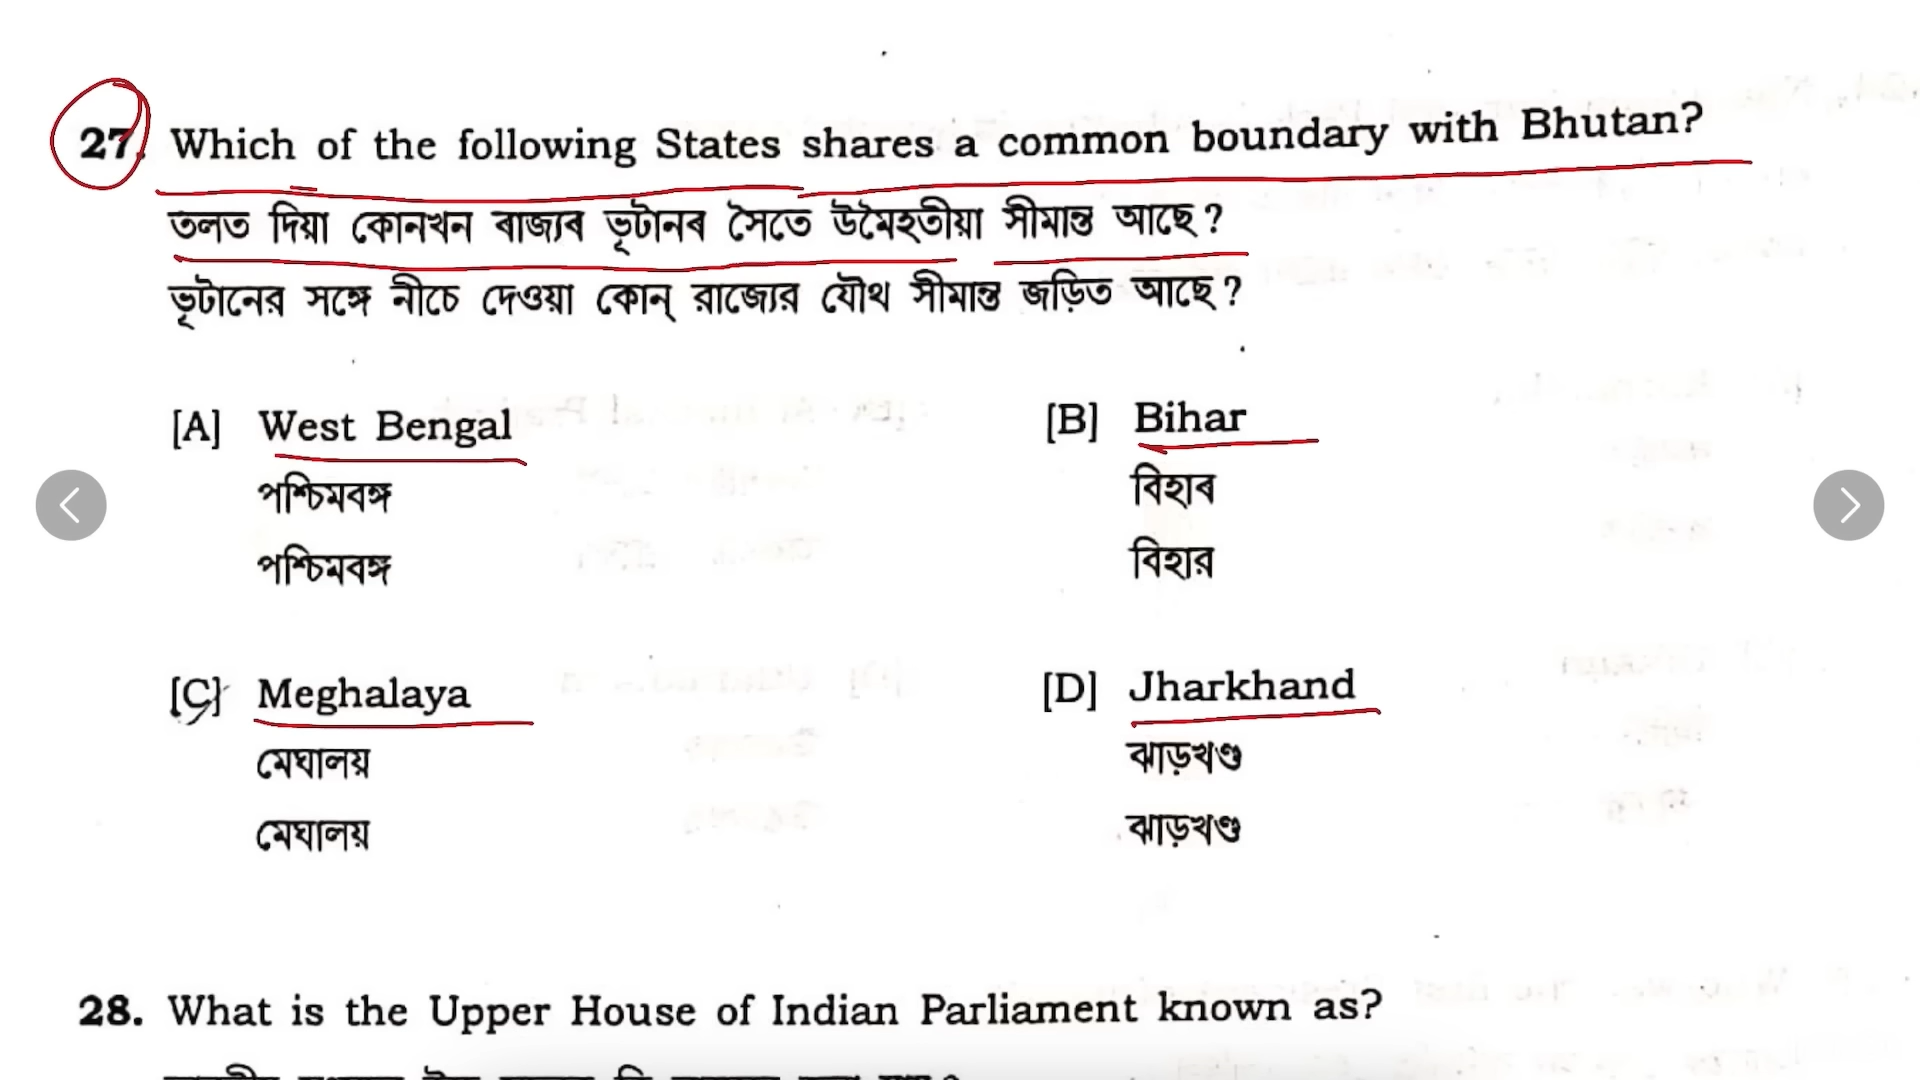 27. Which of the following States shares a common boundary with Bhutan?
তলত দিয়া কোনখন ৰাজ্যৰ ভূটানৰ সৈতে উমৈহতীয়া সীমান্ত আছে?
ভূটানের সঙ্গে নীচে দেওয়া কোন্ রাজ্যের যৌথ সীমান্ত জড়িত আছে?
[A] West Bengal
পশ্চিমবঙ্গ
পশ্চিমবঙ্গ
[B] Bihar
বিহাৰ
বিহার
[C] Meghalaya
মেঘালয়
মেঘালয়
[D] Jharkhand
ঝাড়খণ্ড
ঝাড়খণ্ড
28. What is the Upper House of Indian Parliament known as?